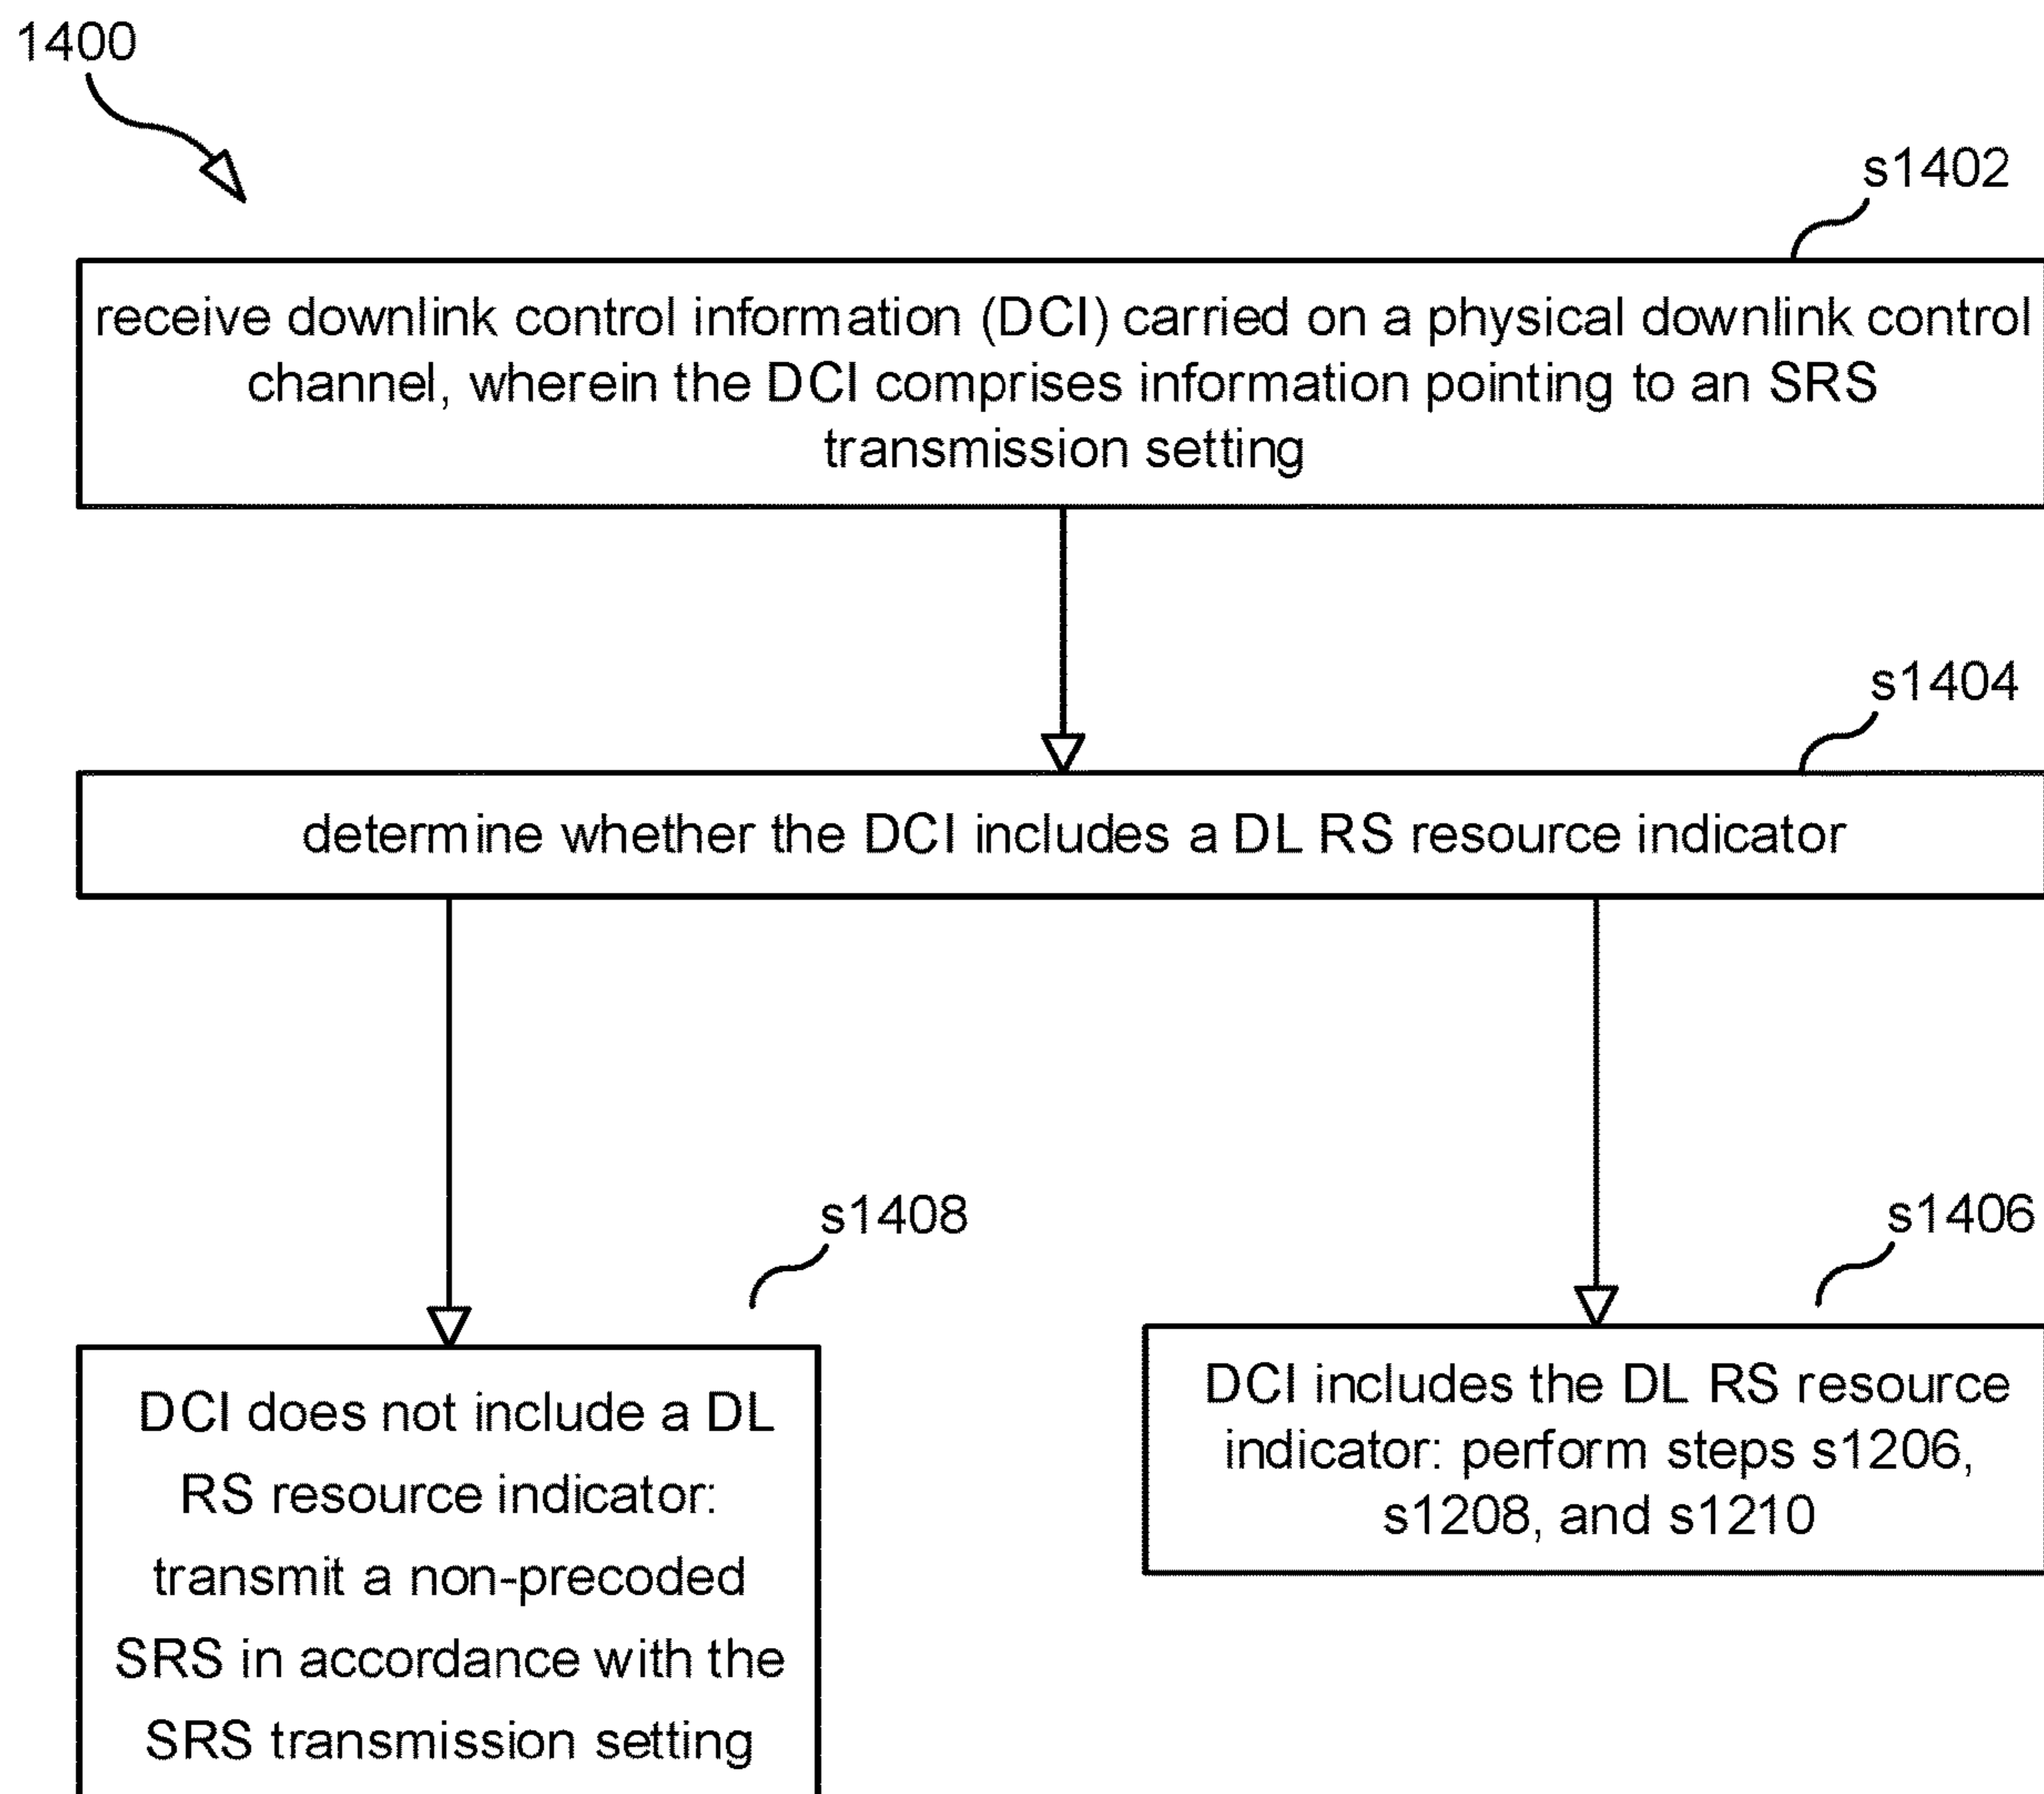 1400
s1402
receive downlink control information (DCI) carried on a physical downlink control
channel, wherein the DCI comprises information pointing to an SRS
transmission setting
s1404
determine whether the DCI includes a DL RS resource indicator
s1408
DCI does not include a DL
RS resource indicator:
transmit a non-precoded
SRS in accordance with the
SRS transmission setting
s1406
DCI includes the DL RS resource
indicator: perform steps s1206,
s1208, and s1210